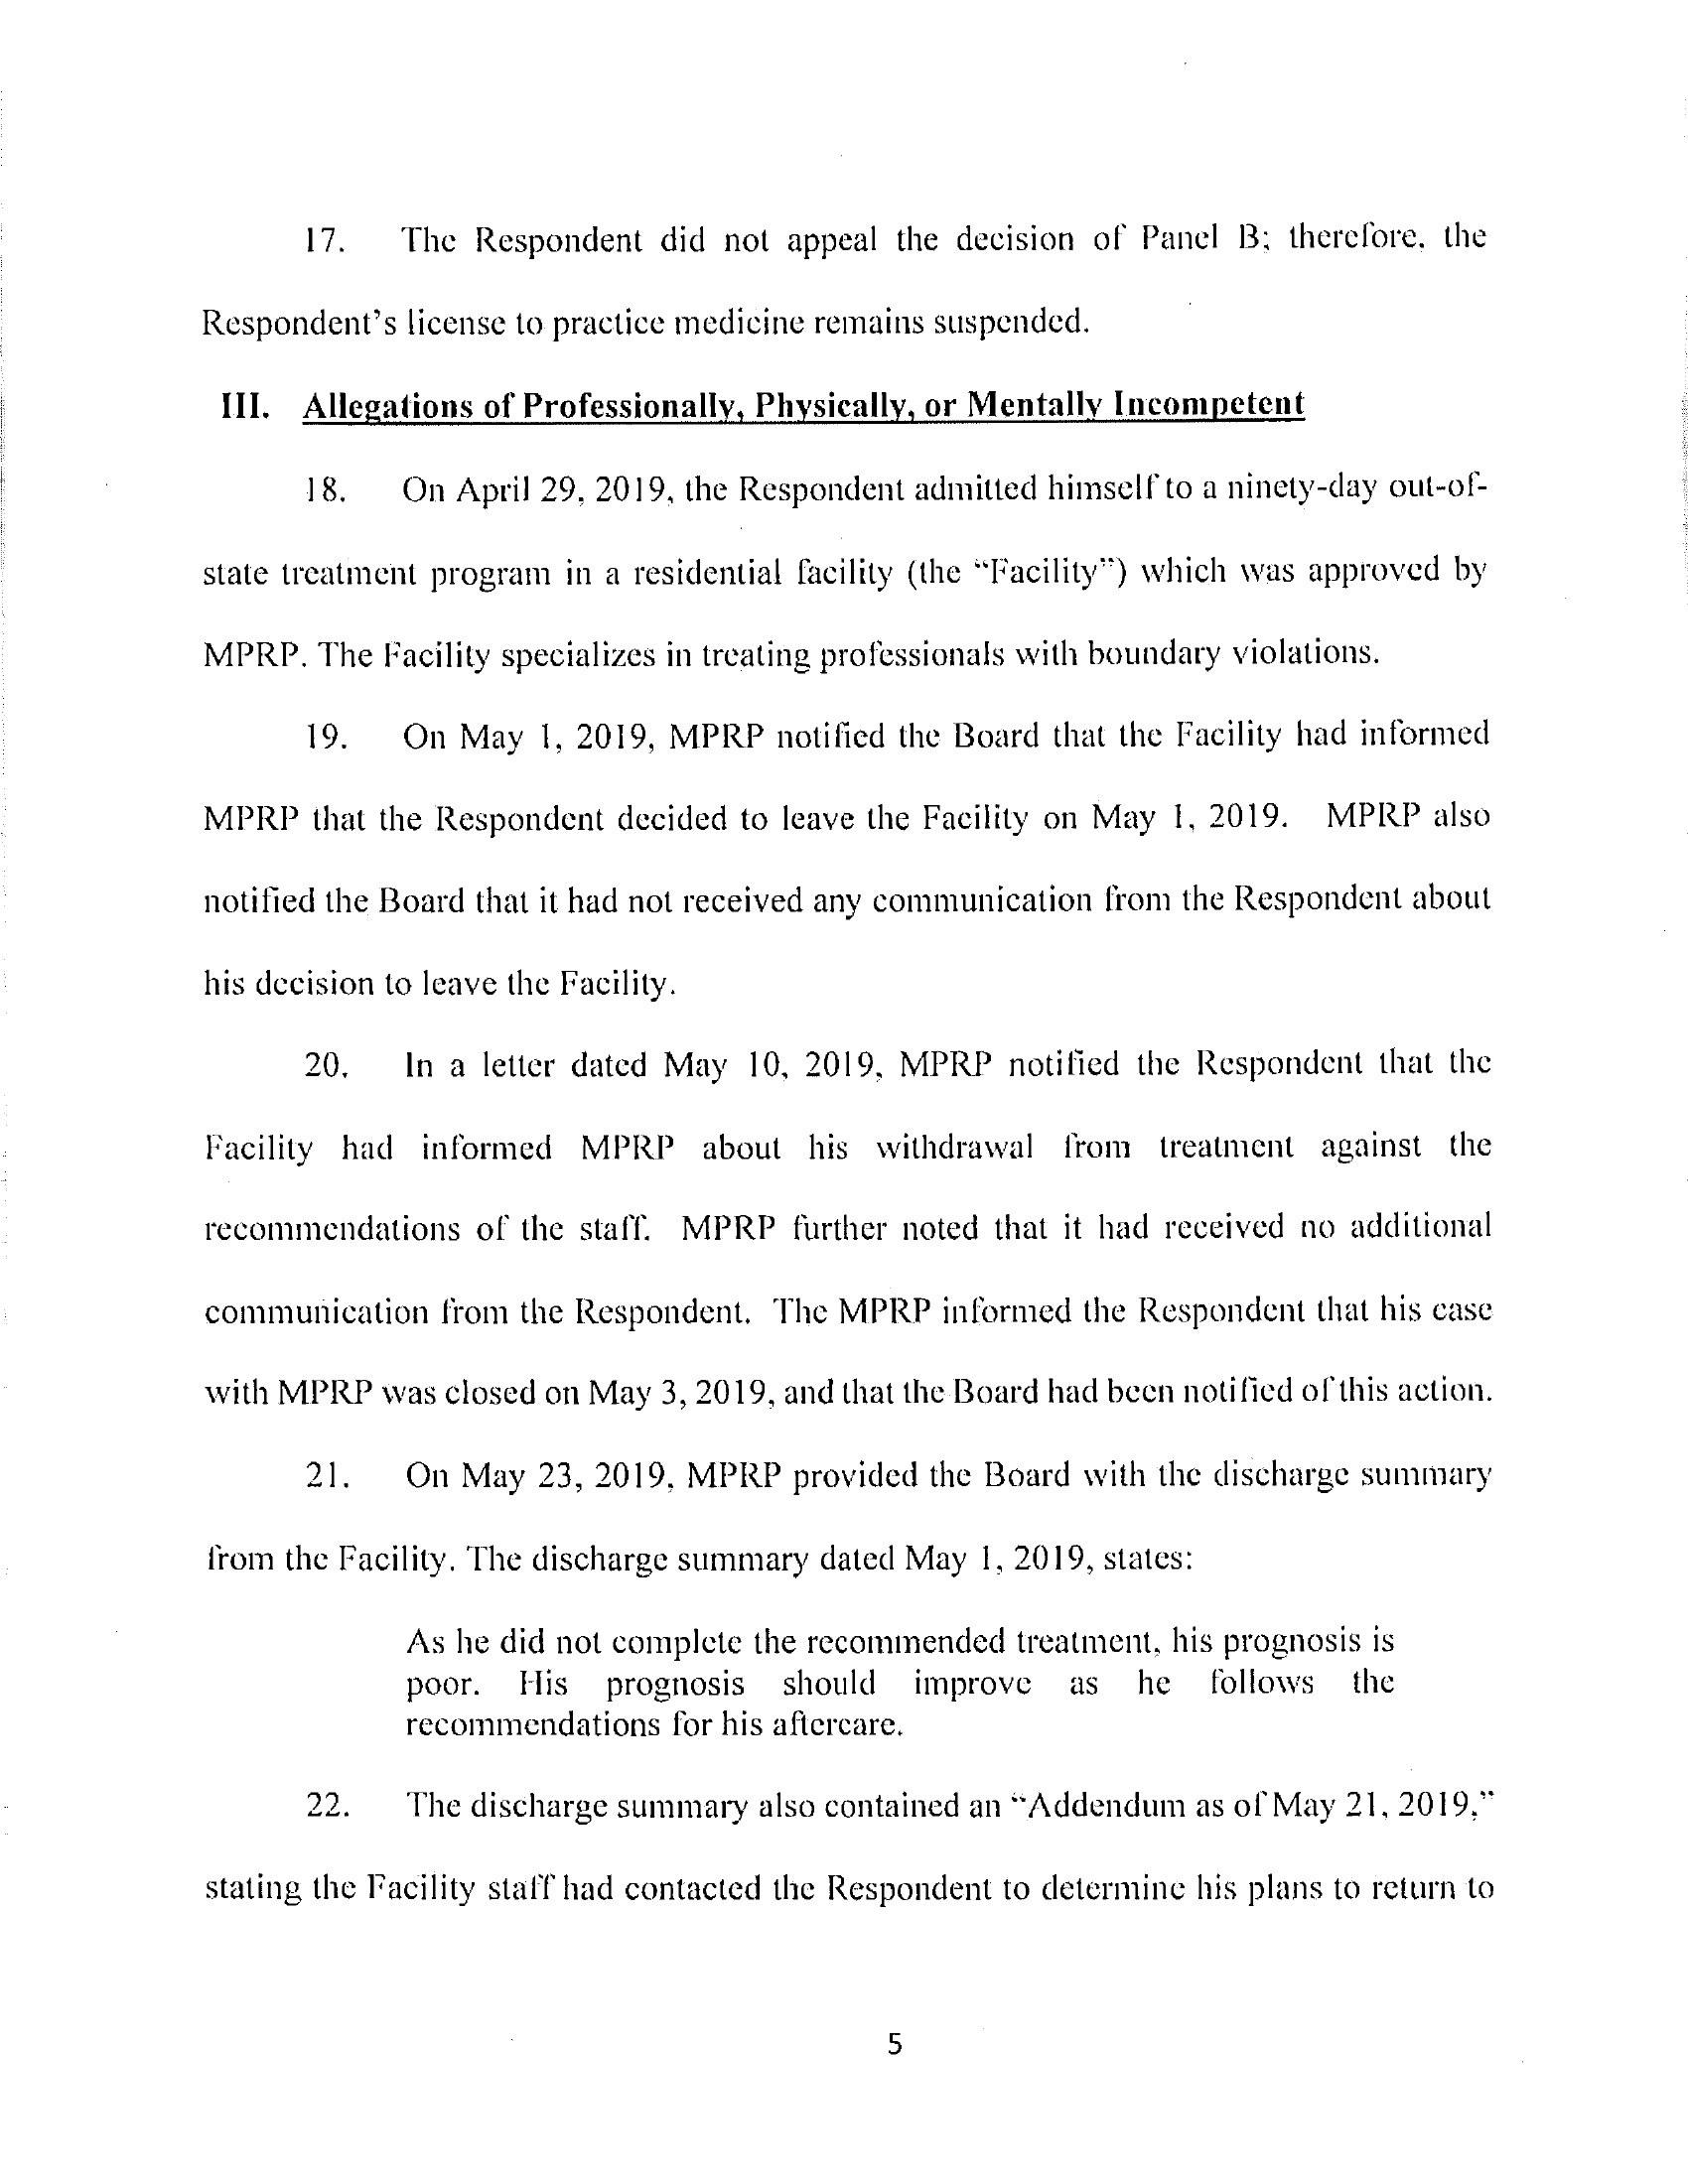 17. The Respondent did not appeal the decision of Panel B; therefore, the
Respondent's license to practice medicine remains suspended.
III. Allegations of Professionally, Physically, or Mentally Incompetent
18. On April 29, 2019, the Respondent admitted himself to a ninety-day out-of-
state treatment program in a residential facility (the "Facility") which was approved by
MPRP. The Facility specializes in treating professionals with boundary violations.
19. On May 1, 2019, MPRP notified the Board that the Facility had informed
MPRP that the Respondent decided to leave the Facility on May 1, 2019. MPRP also
notified the Board that it had not received any communication from the Respondent about
his decision to leave the Facility.
20. In a letter dated May 10, 2019, MPRP notified the Respondent that the
Facility had informed MPRP about his withdrawal from treatment against the
recommendations of the staff. MPRP further noted that it had received no additional
communication from the Respondent. The MPRP informed the Respondent that his case
with MPRP was closed on May 3, 2019, and that the Board had been notified of this action.
21. On May 23, 2019, MPRP provided the Board with the discharge summary
from the Facility. The discharge summary dated May 1, 2019, states:
As he did not complete the recommended treatment, his prognosis is
poor. His prognosis should improve as he follows the
recommendations for his aftercare.
22. The discharge summary also contained an "Addendum as of May 21, 2019,"
stating the Facility staff had contacted the Respondent to determine his plans to return to
5